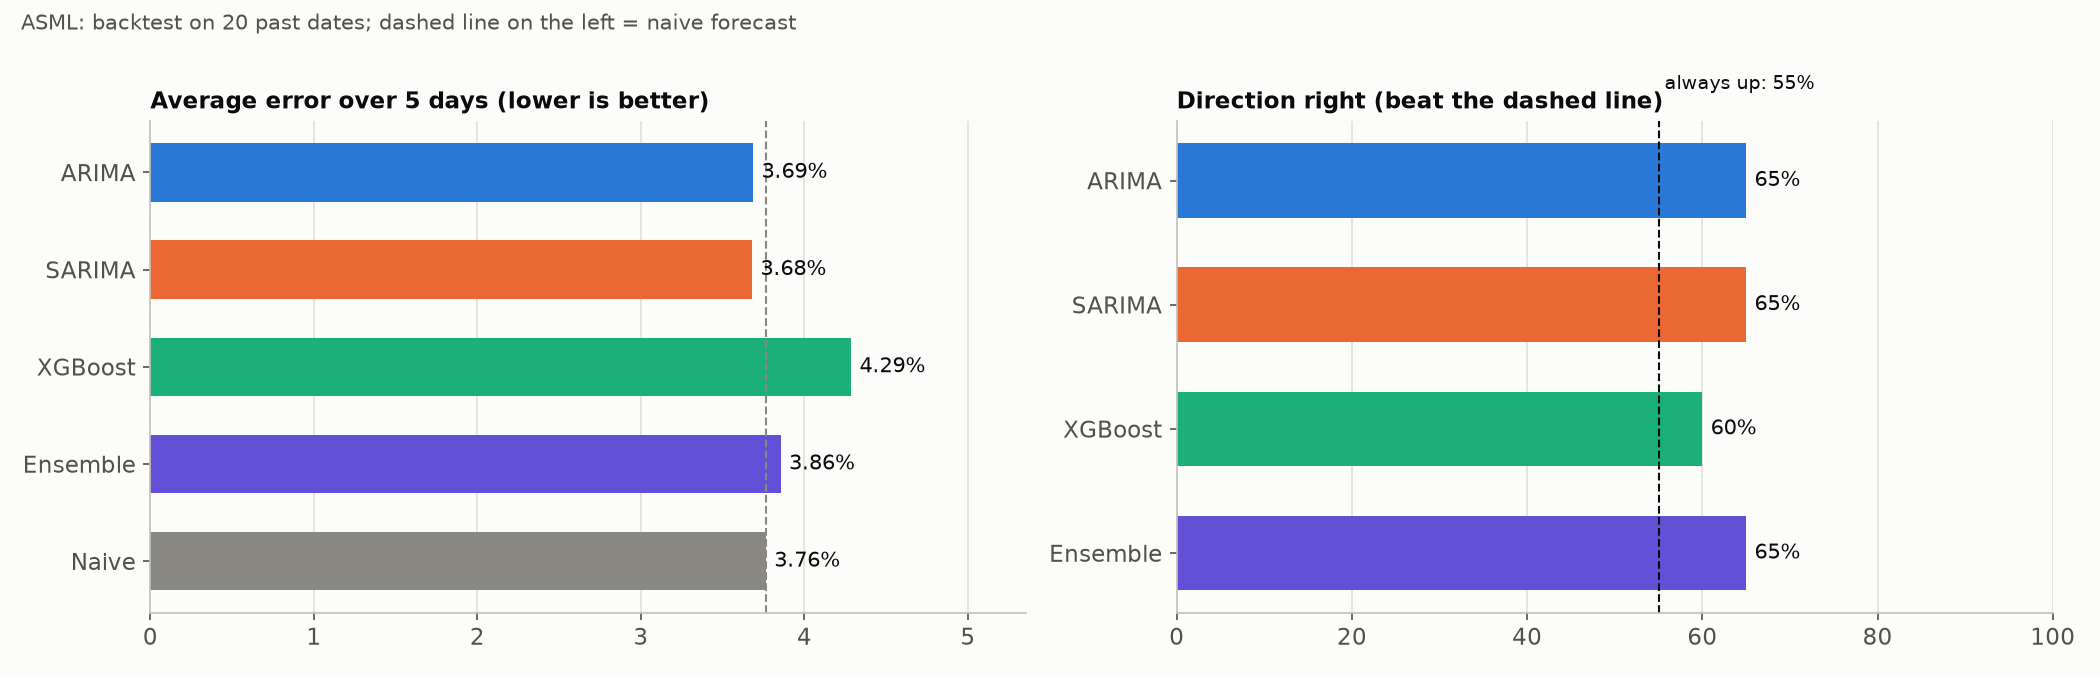 ASML: backtest on 20 past dates; dashed line on the left = naive forecast
Average error over 5 days (lower is better)
ARIMA
3.69%
SARIMA
3.68%
XGBoost
4.29%
Ensemble
3.86%
Naive
3.76%
0 1 2 3 4 5
always up: 55%
Direction right (beat the dashed line)
ARIMA
65%
SARIMA
65%
XGBoost
60%
Ensemble
65%
0 20 40 60 80 100